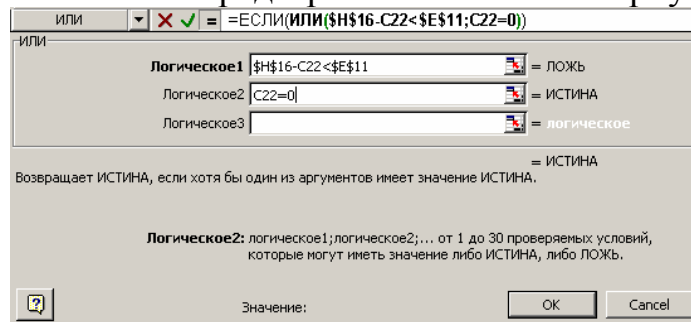 ИЛИ =ЕСЛИ(ИЛИ($H$16-C22<$E$11;C22=0))
ИЛИ
Логическое1 $H$16-C22<$E$11 = ЛОЖЬ
Логическое2 C22=0 = ИСТИНА
Логическое3 = логическое
= ИСТИНА
Возвращает ИСТИНА, если хотя бы один из аргументов имеет значение ИСТИНА.
Логическое2: логическое1;логическое2;... от 1 до 30 проверяемых условий,
которые могут иметь значение либо ИСТИНА, либо ЛОЖЬ.
Значение: OK Cancel